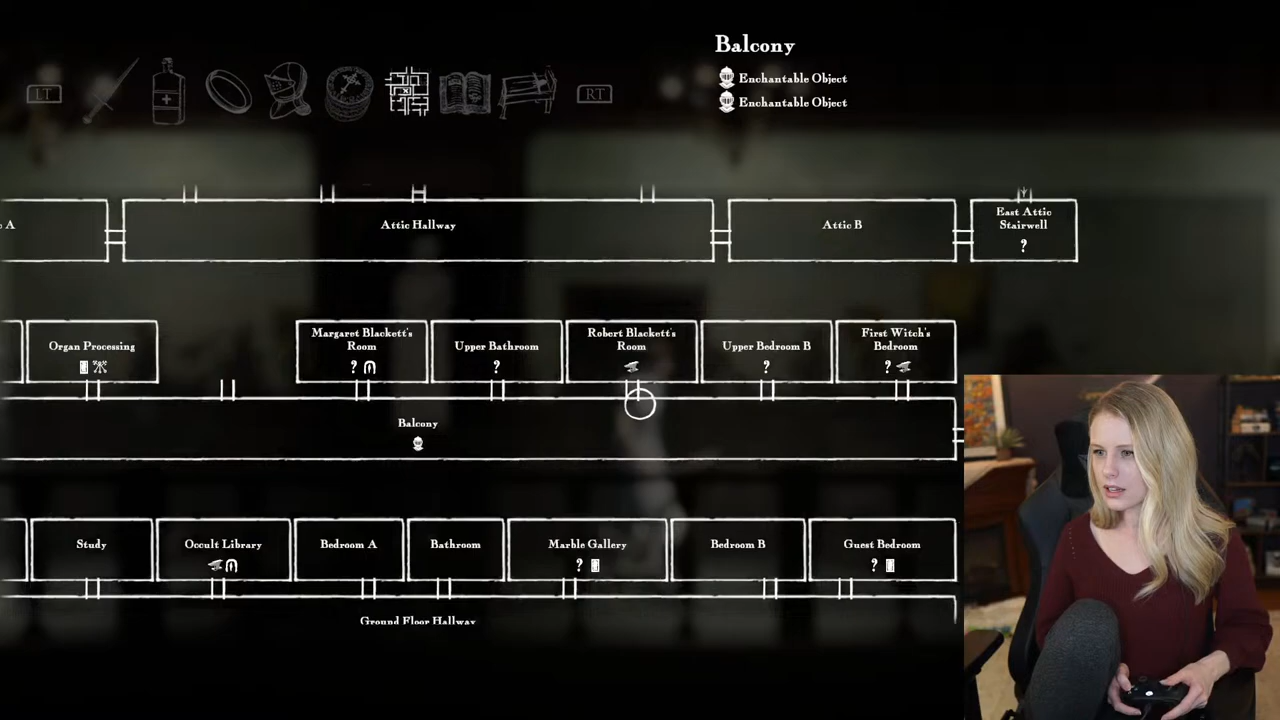 Balcony
LT
RT
Enchantable Object
Enchantable Object
Attic Hallway
Attic B
East Attic
Stairwell
?
Organ Processing
Margaret Blackett's
Room
?
Upper Bathroom
?
Robert Blackett's
Room
Upper Bedroom B
?
First Witch's
Bedroom
?
Balcony
Study
Occult Library
Bedroom A
Bathroom
Marble Gallery
?
Bedroom B
Guest Bedroom
?
Ground Floor Hallway